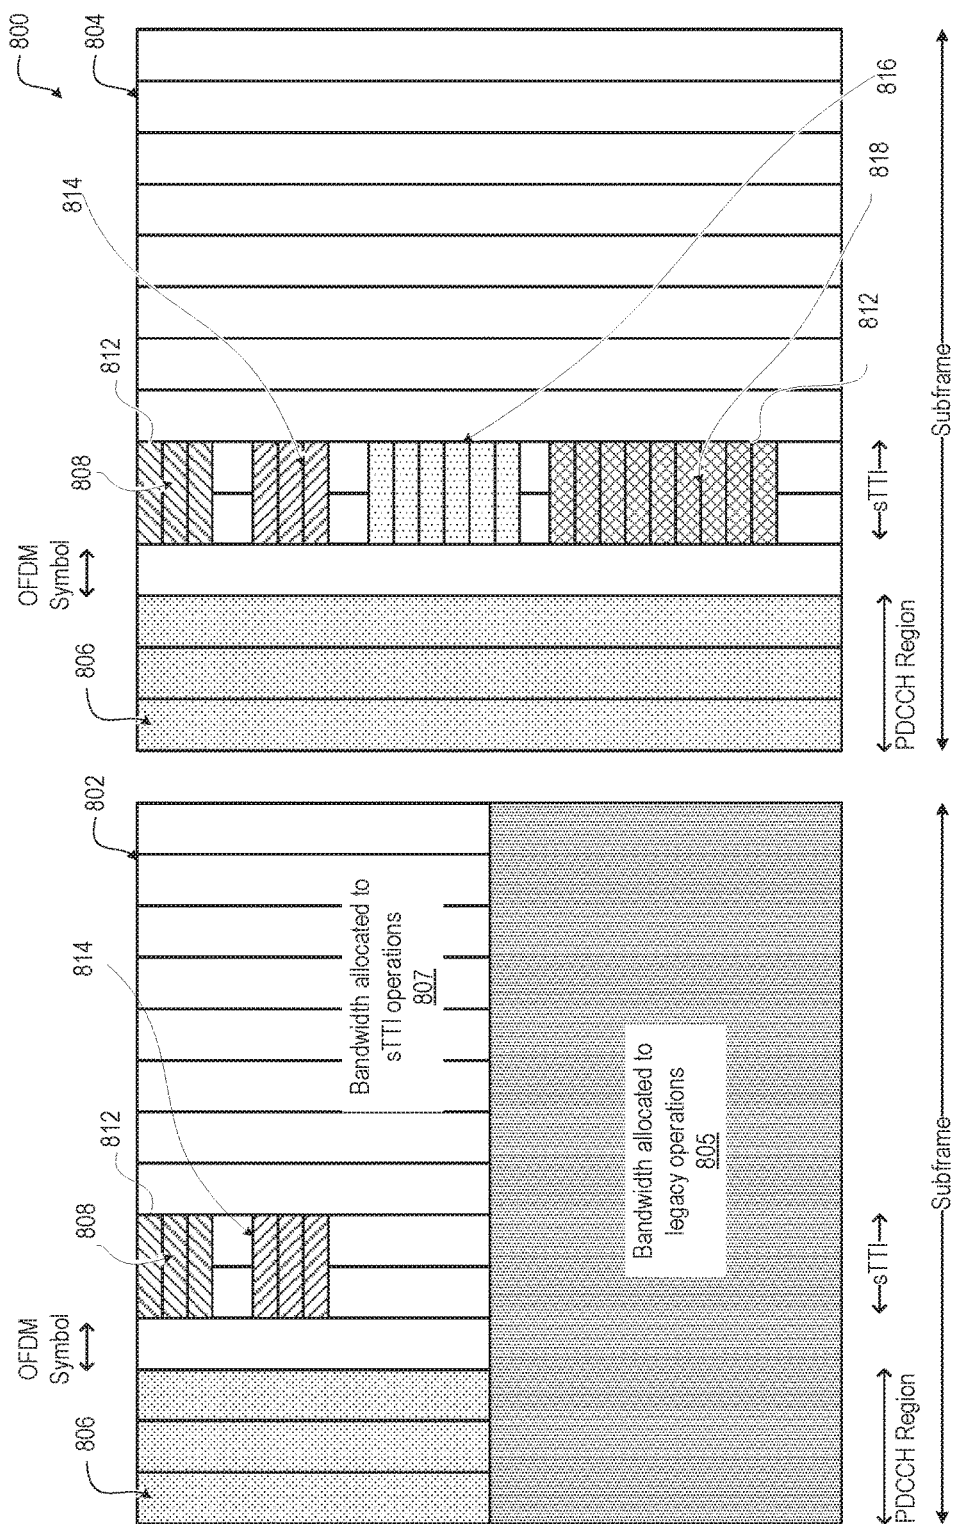 800
802
804
806
OFDM
Symbol
808
812
814
Bandwidth allocated to
sTTI operations
807
Bandwidth allocated to
legacy operations
805
PDCCH Region
sTTI
Subframe
806
OFDM
Symbol
808
812
814
816
818
812
PDCCH Region
sTTI
Subframe